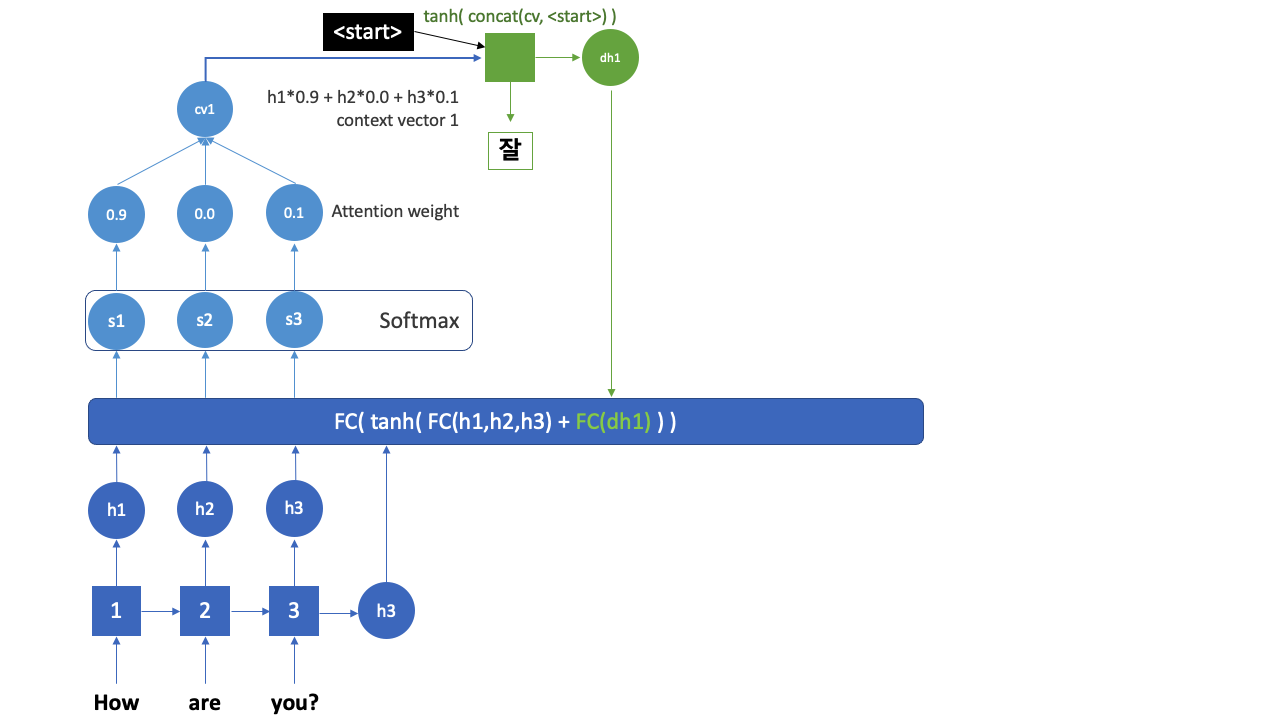 tanh( concat(cv, <start>) )
<start>
dh1
cv1
h1*0.9 + h2*0.0 + h3*0.1
context vector 1
잘
0.9
0.0
0.1
Attention weight
s1
s2
s3
Softmax
FC( tanh( FC(h1,h2,h3) + FC(dh1) ) )
h1
h2
h3
1
2
3
h3
How
are
you?